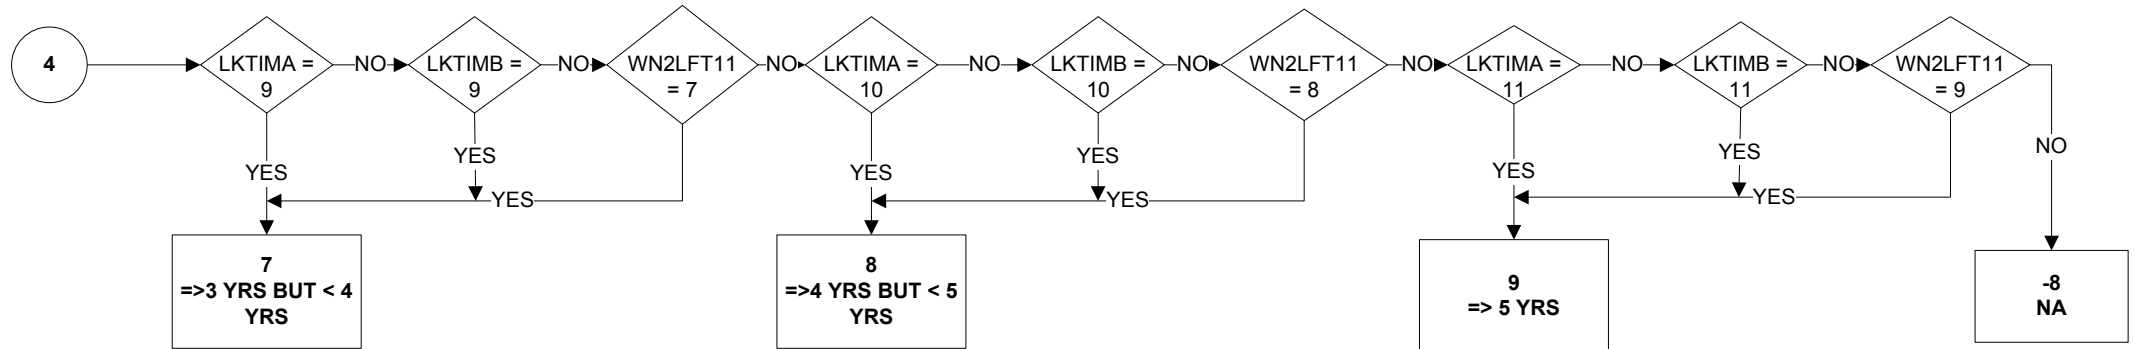 4
LKTIMA =
9
NO
LKTIMB =
9
NO
WN2LFT11
= 7
NO
LKTIMA =
10
NO
LKTIMB =
10
NO
WN2LFT11
= 8
NO
LKTIMA =
11
NO
LKTIMB =
11
NO
WN2LFT11
= 9
NO
YES
YES
YES
YES
YES
YES
YES
YES
YES
7
=>3 YRS BUT < 4
YRS
8
=>4 YRS BUT < 5
YRS
9
=> 5 YRS
-8
NA